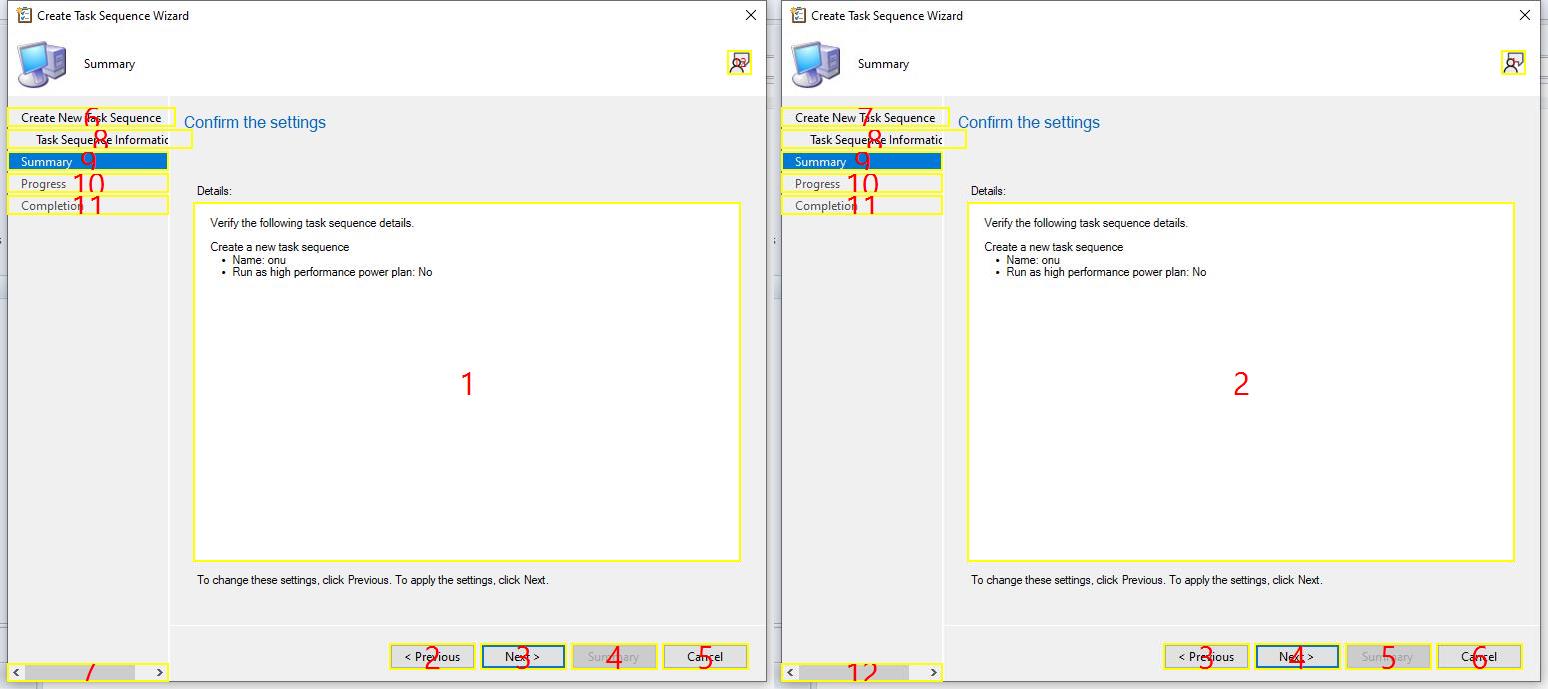 Create Task Sequence Wizard
Summary
6
Create New Task Sequence
8
Task Sequence Informatic
Summary 9
Progress 10
Completion 11
Confirm the settings
Details:
Verify the following task sequence details.
Create a new task sequence
• Name: onu
• Run as high performance power plan: No
1
To change these settings, click Previous. To apply the settings, click Next.
< Previous 2
Next > 3
Summary 4
Cancel 5
< 7 >
Create Task Sequence Wizard
Summary
7
Create New Task Sequence
8
Task Sequence Informatic
Summary 9
Progress 10
Completion 11
Confirm the settings
Details:
Verify the following task sequence details.
Create a new task sequence
• Name: onu
• Run as high performance power plan: No
2
To change these settings, click Previous. To apply the settings, click Next.
< Previous 3
Next > 4
Summary 5
Cancel 6
< 12 >